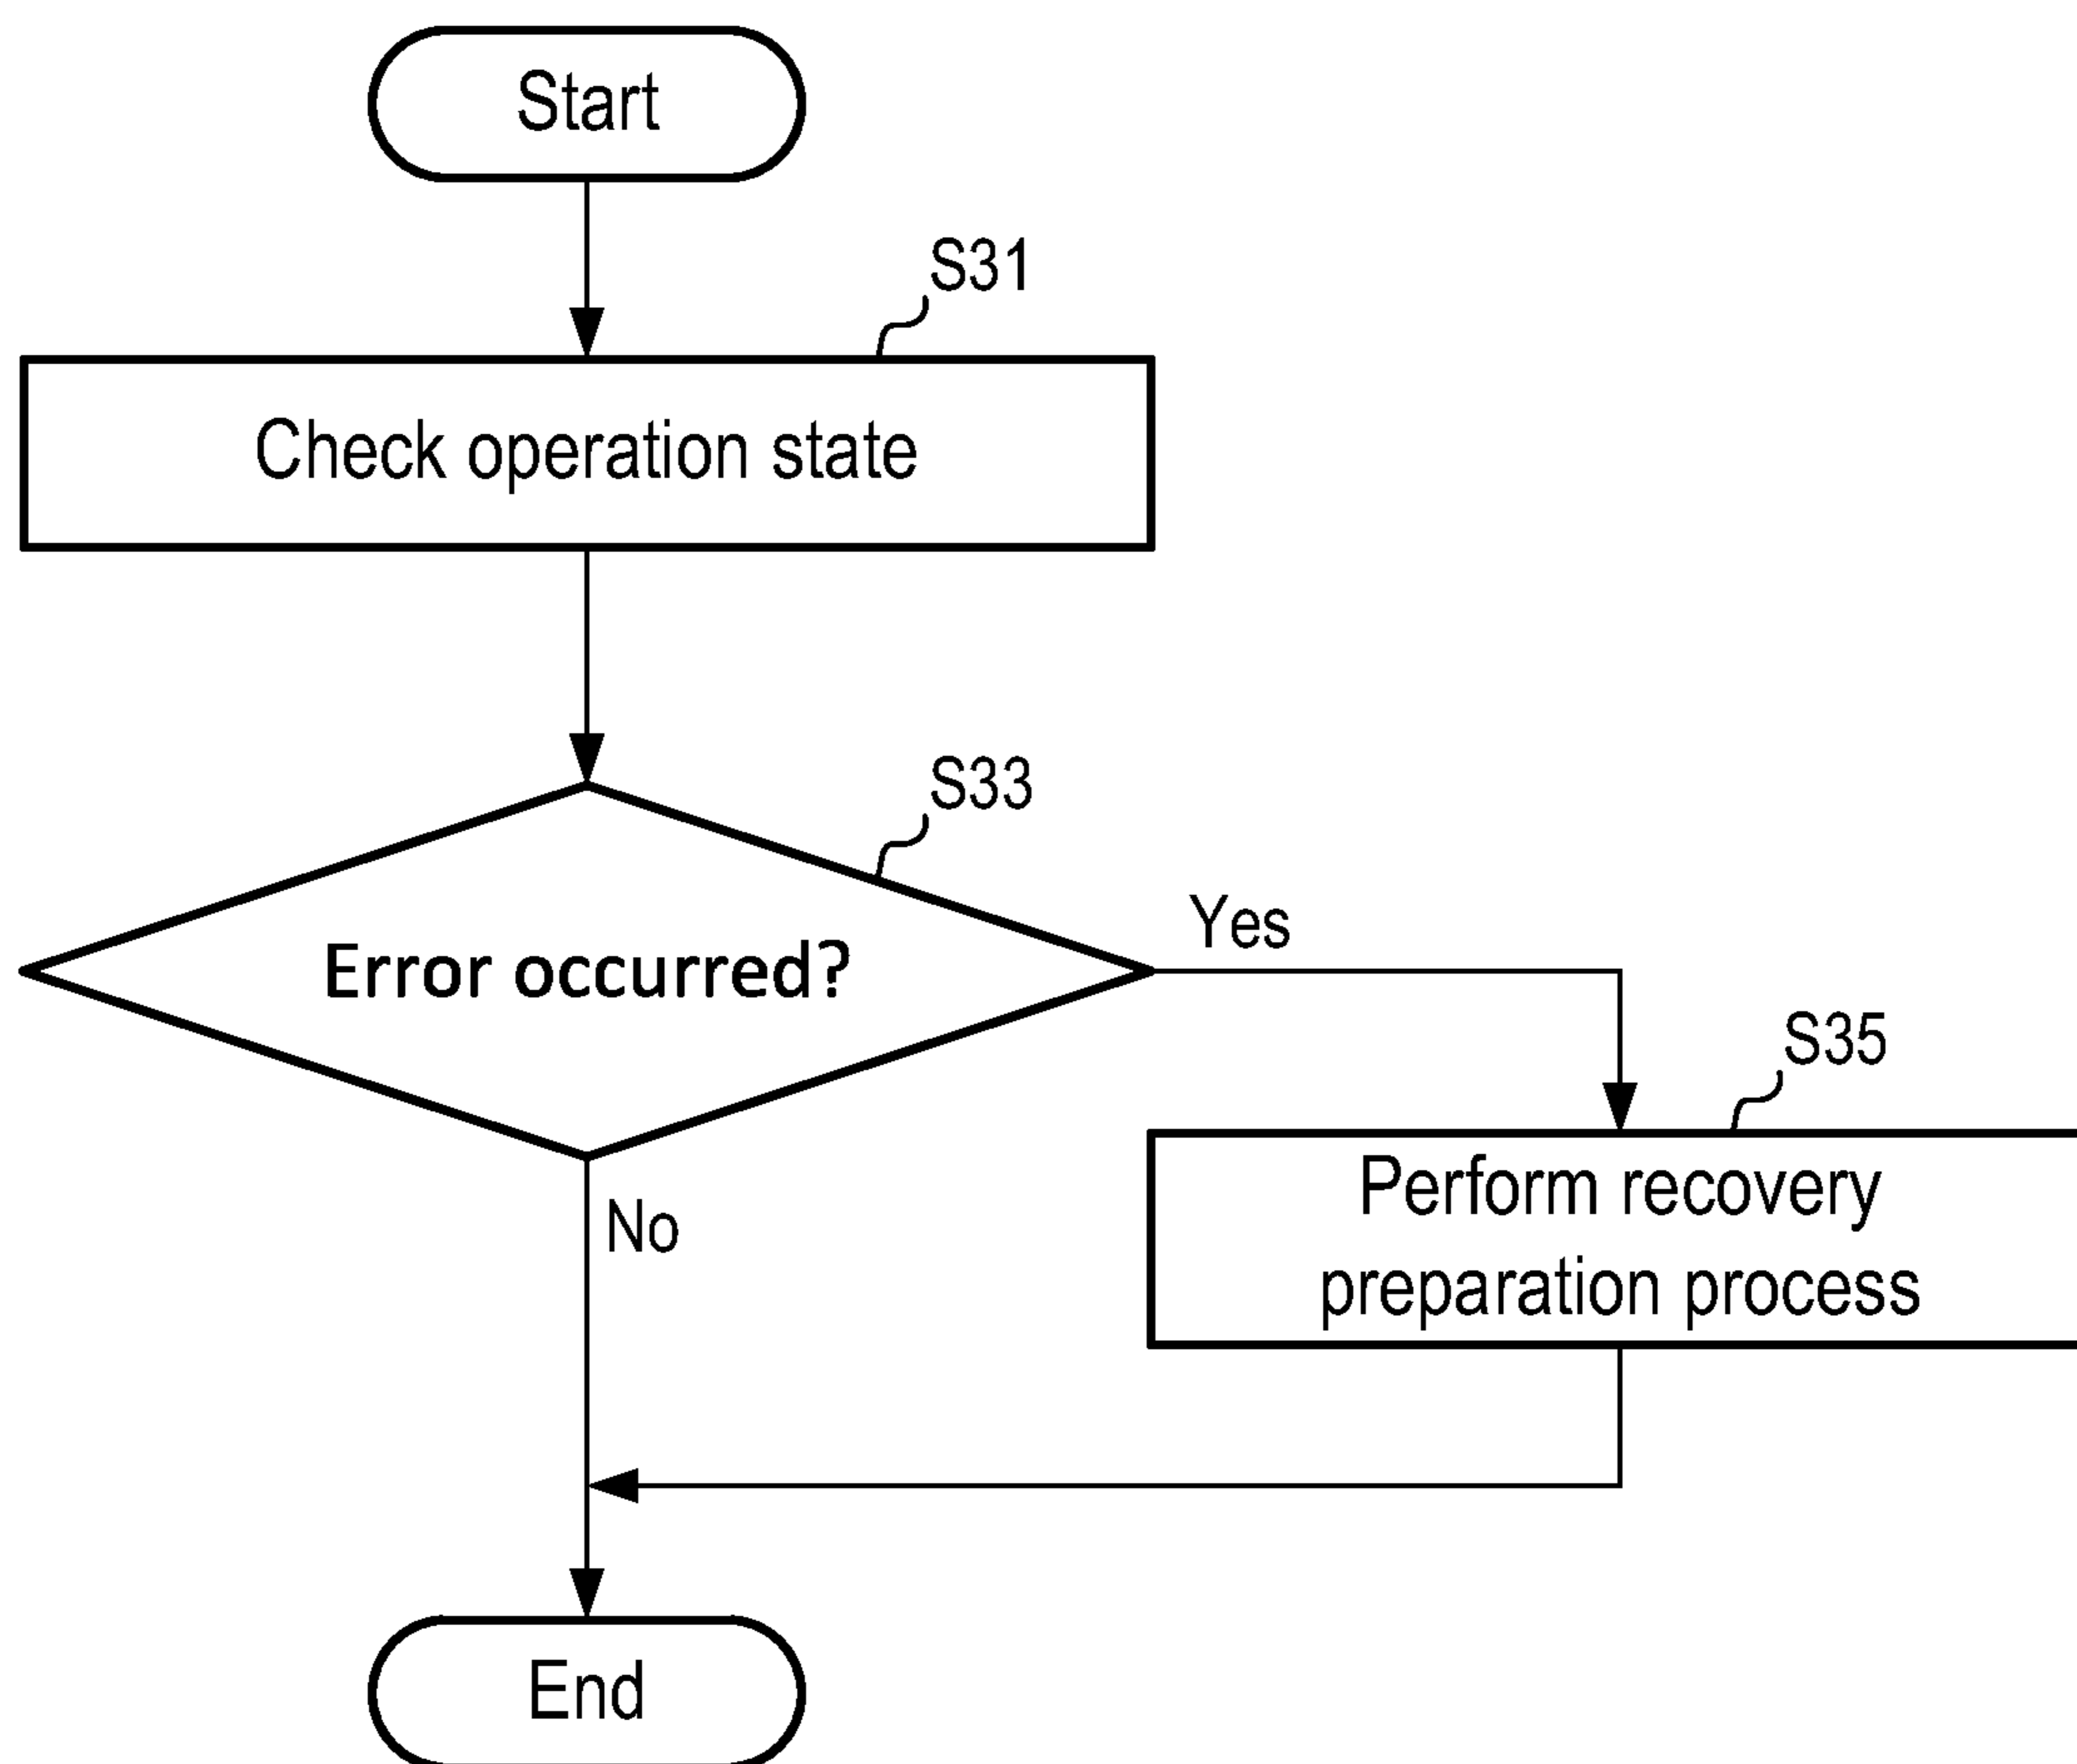 Start
S31
Check operation state
S33
Error occurred?
Yes
S35
Perform recovery
preparation process
No
End